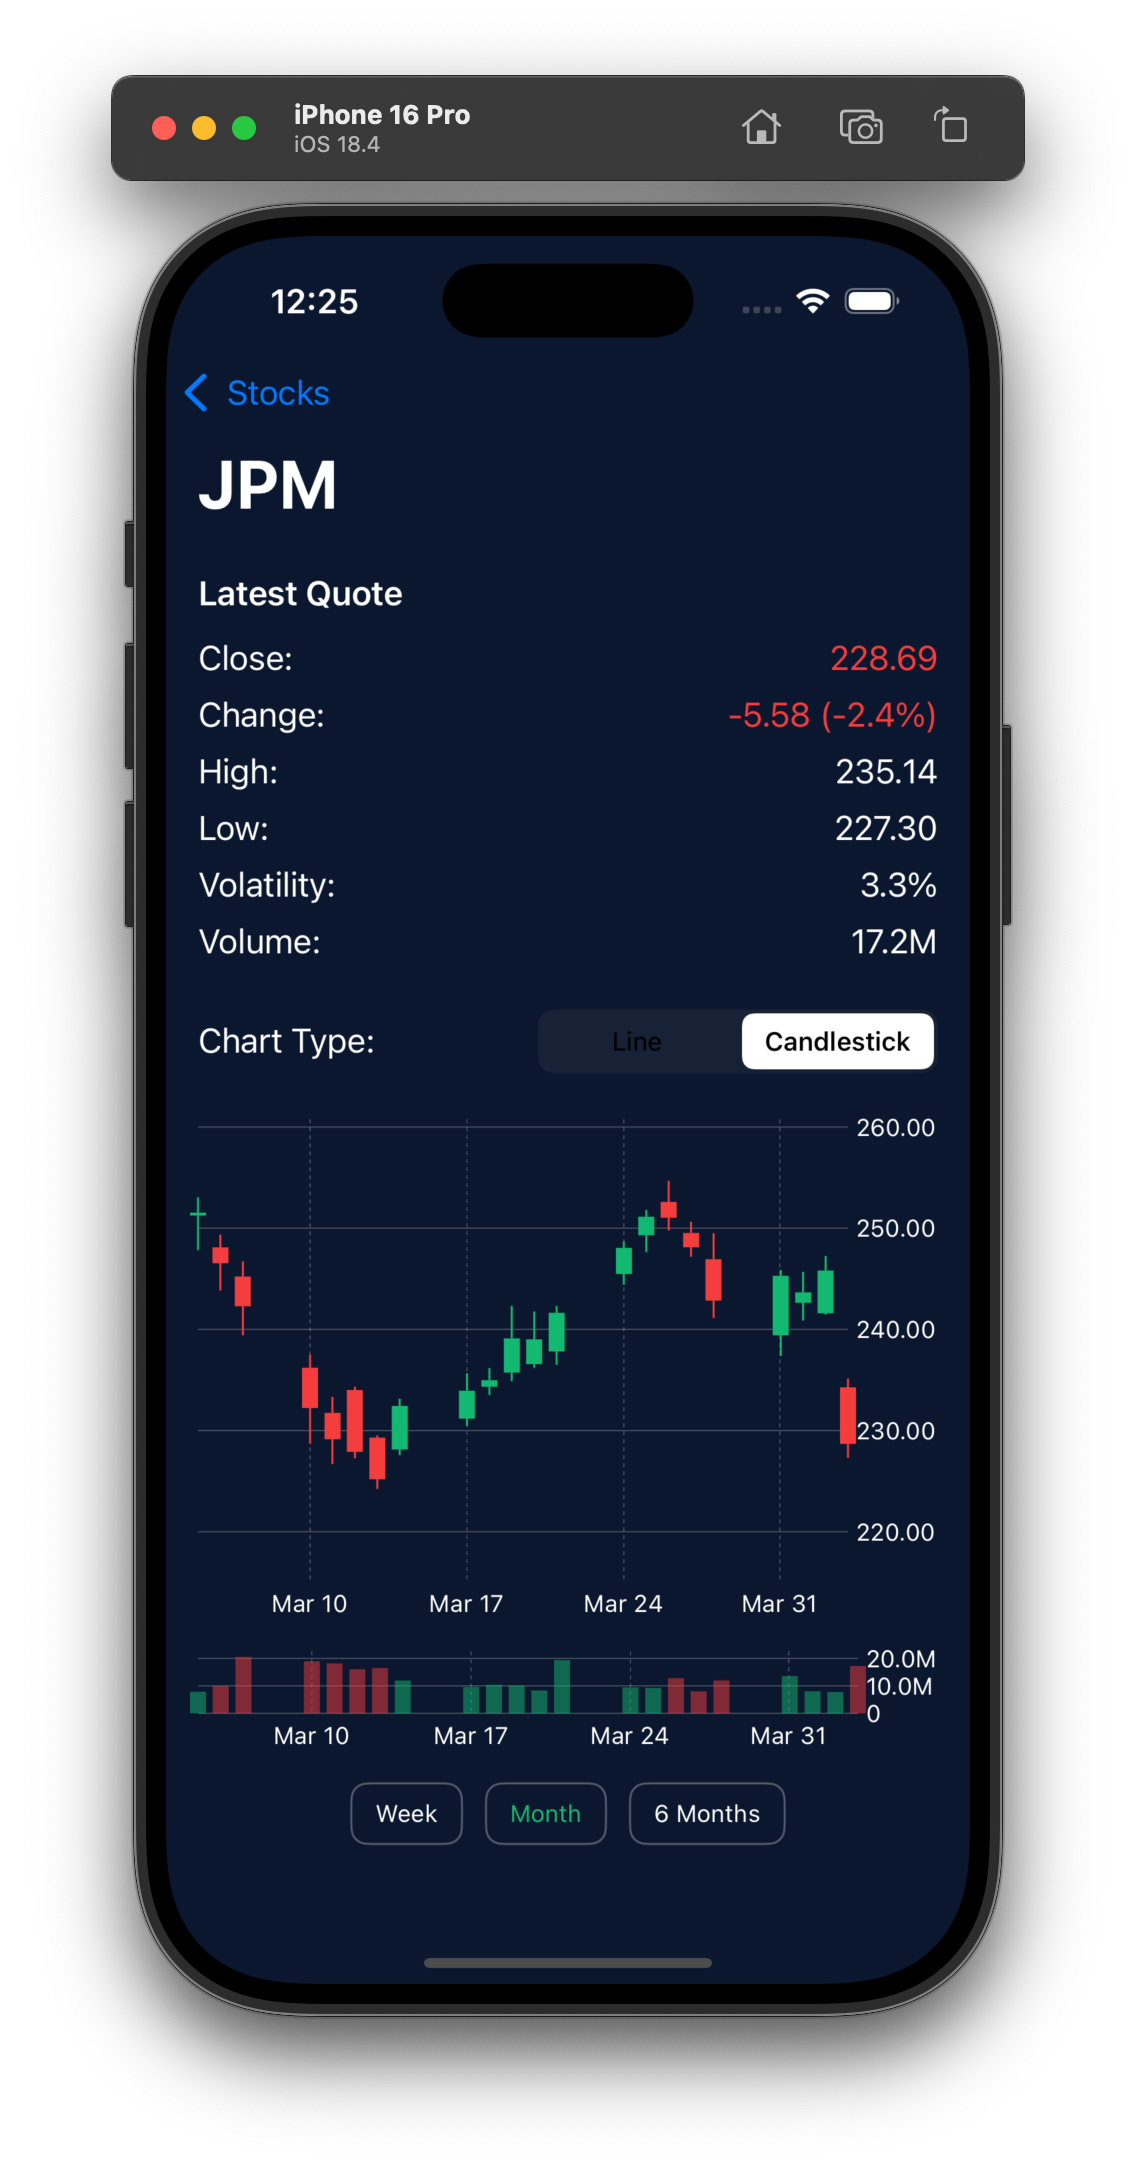 iPhone 16 Pro
iOS 18.4
12:25
Stocks
JPM
Latest Quote
Close: 228.69
Change: -5.58 (-2.4%)
High: 235.14
Low: 227.30
Volatility: 3.3%
Volume: 17.2M
Chart Type: Line Candlestick
260.00
250.00
240.00
230.00
220.00
Mar 10 Mar 17 Mar 24 Mar 31
20.0M
10.0M
0
Mar 10 Mar 17 Mar 24 Mar 31
Week Month 6 Months